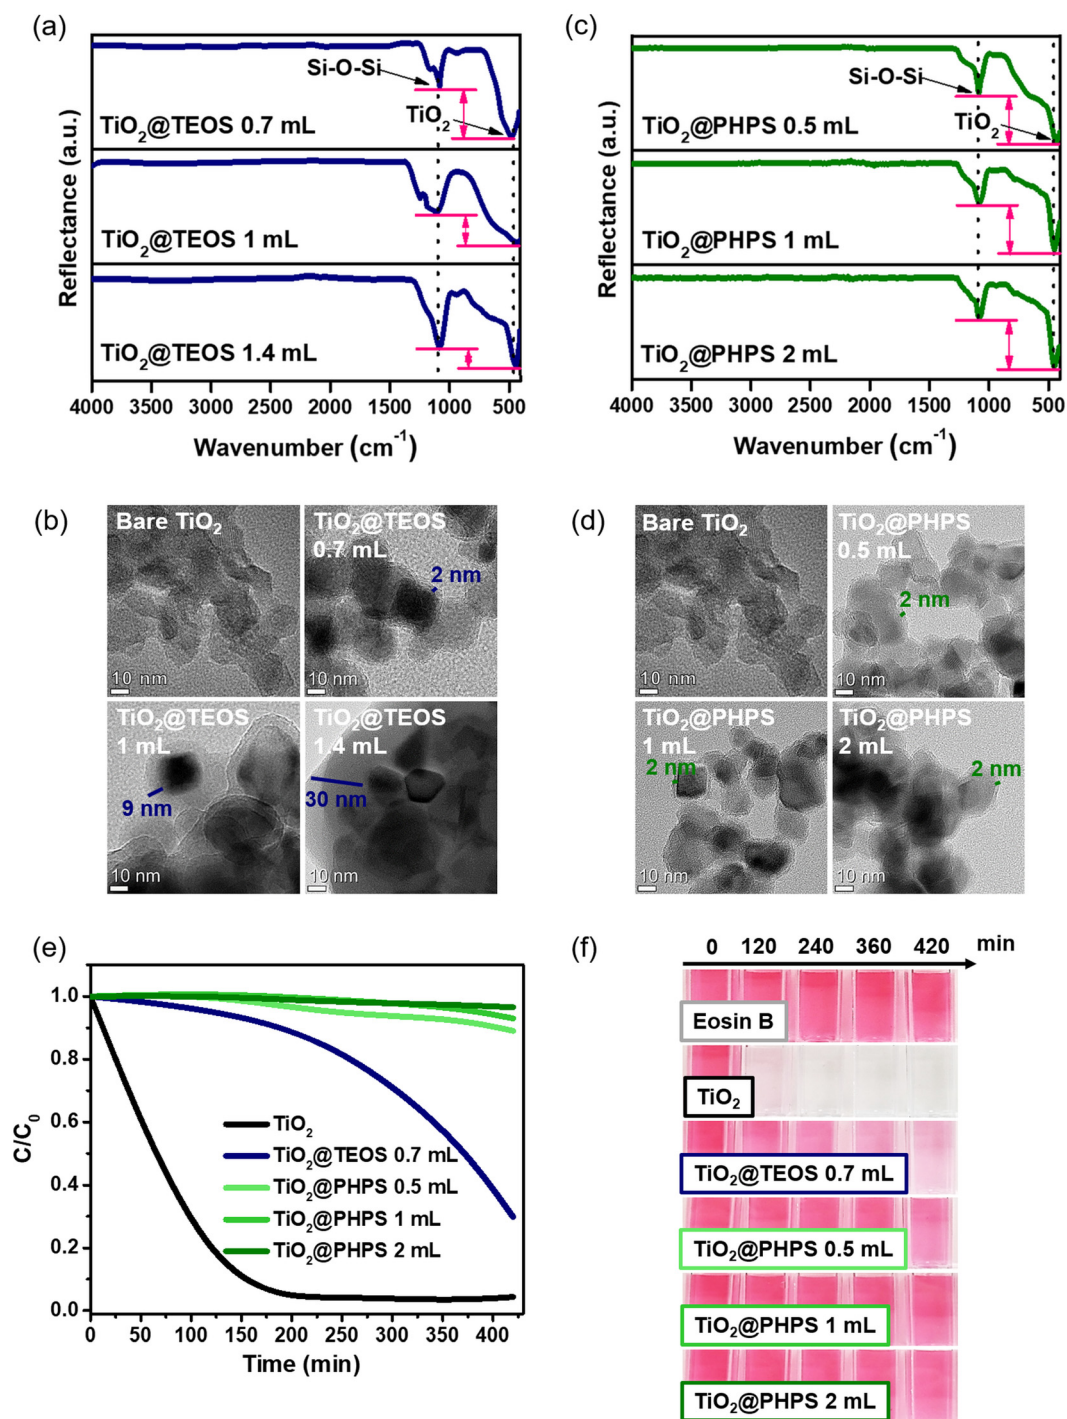 (a)
Si-O-Si
TiO₂
TiO₂@TEOS 0.7 mL
TiO₂@TEOS 1 mL
TiO₂@TEOS 1.4 mL
Reflectance (a.u.)
4000 3500 3000 2500 2000 1500 1000 500
Wavenumber (cm⁻¹)
(c)
Si-O-Si
TiO₂
TiO₂@PHPS 0.5 mL
TiO₂@PHPS 1 mL
TiO₂@PHPS 2 mL
Reflectance (a.u.)
4000 3500 3000 2500 2000 1500 1000 500
Wavenumber (cm⁻¹)
(b)
Bare TiO₂
10 nm
TiO₂@TEOS
0.7 mL
2 nm
10 nm
TiO₂@TEOS
1 mL
9 nm
10 nm
TiO₂@TEOS
1.4 mL
30 nm
10 nm
(d)
Bare TiO₂
10 nm
TiO₂@PHPS
0.5 mL
2 nm
10 nm
TiO₂@PHPS
1 mL
2 nm
10 nm
TiO₂@PHPS
2 mL
2 nm
10 nm
(e)
C/C₀
1.0
0.8
0.6
0.4
0.2
0.0
TiO₂
TiO₂@TEOS 0.7 mL
TiO₂@PHPS 0.5 mL
TiO₂@PHPS 1 mL
TiO₂@PHPS 2 mL
0 50 100 150 200 250 300 350 400
Time (min)
(f)
0 120 240 360 420 min
Eosin B
TiO₂
TiO₂@TEOS 0.7 mL
TiO₂@PHPS 0.5 mL
TiO₂@PHPS 1 mL
TiO₂@PHPS 2 mL